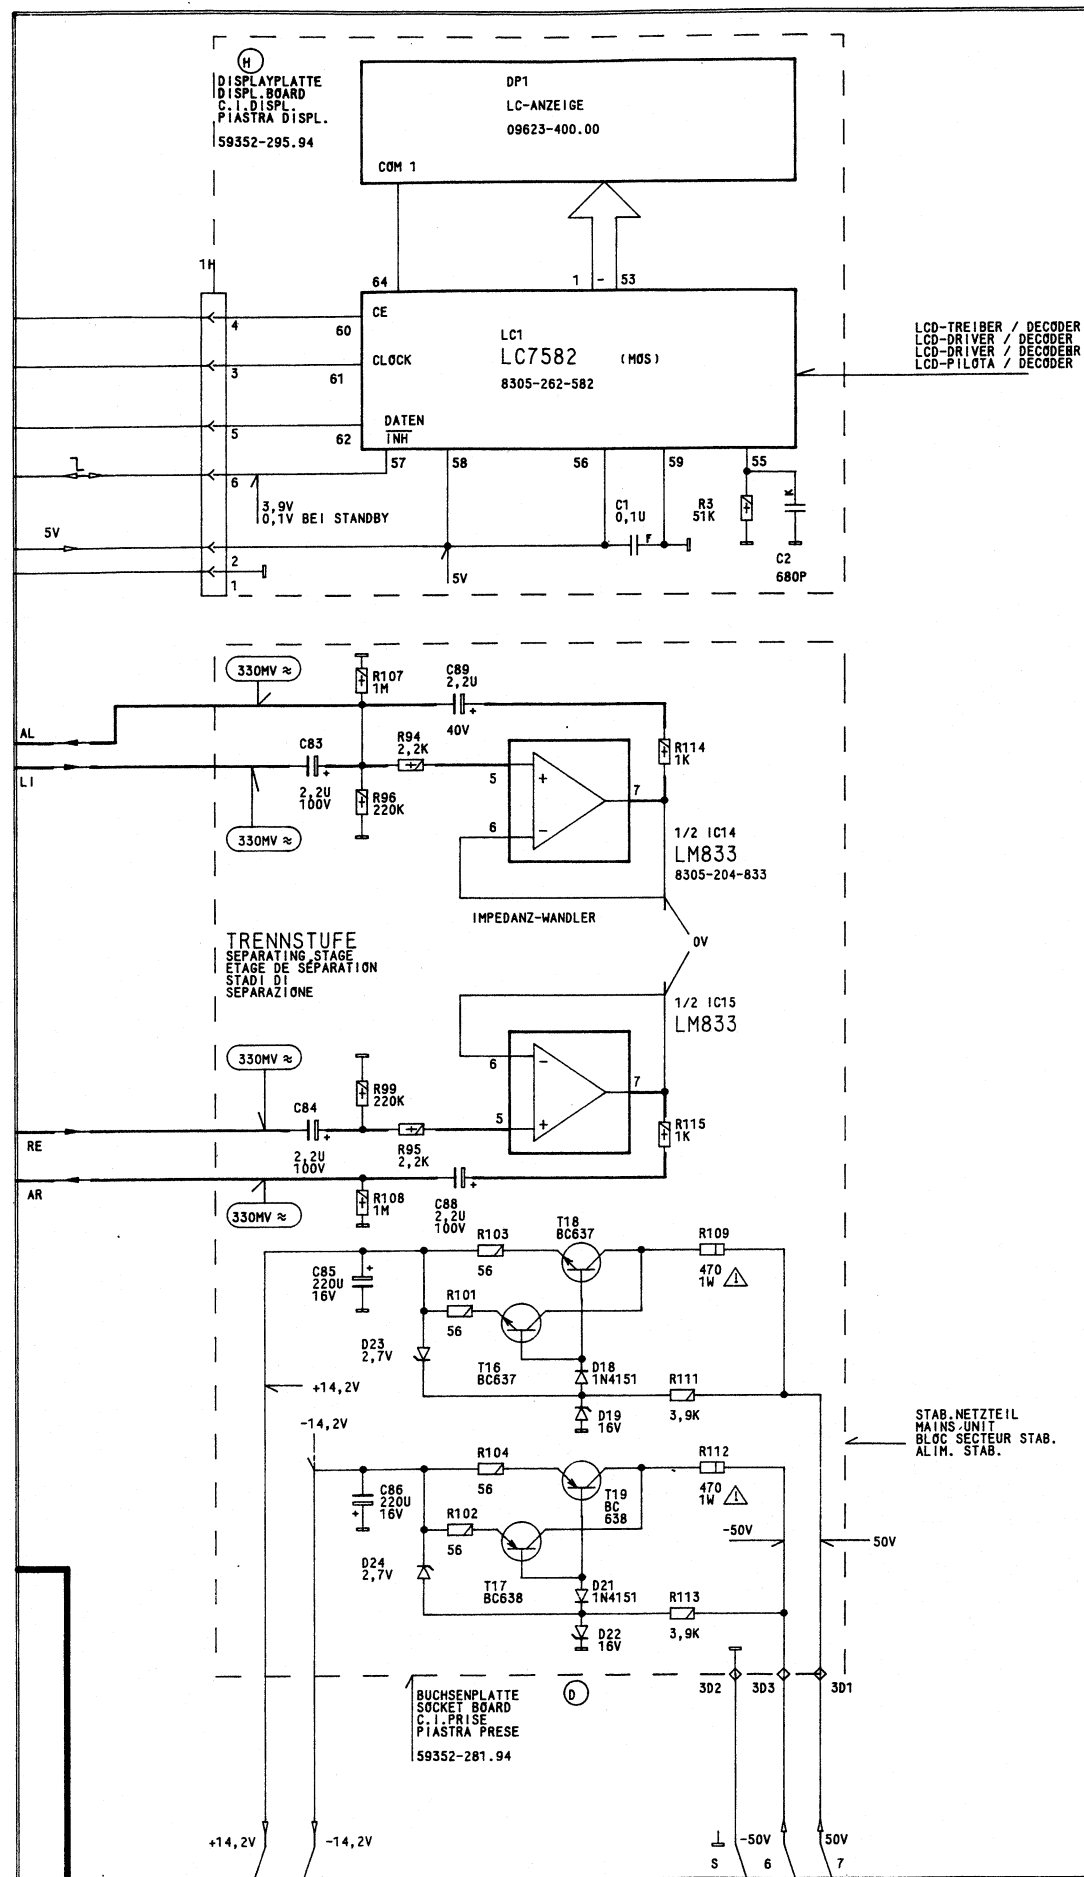 H
DISPLAYPLATTE
DISPL.BOARD
C.I.DISPL.
PIASTRA DISPL.
59352-295.94
DP1
LC-ANZEIGE
09623-400.00
COM 1
1H
64
1 - 53
4
60
CE
3
61
CLOCK
5
62
DATEN
INH
6
57
58
56
59
55
LC1
LC7582 (MOS)
8305-262-582
LCD-TREIBER / DECODER
LCD-DRIVER / DECODER
LCD-DRIVER / DECODEBR
LCD-PILOTA / DECODER
3,9V
0,1V BEI STANDBY
5V
2
1
5V
C1
0,1U
F
R3
51K
K
C2
680P
330MV ≈
R107
1M
C89
2,2U
+
40V
AL
LI
C83
+
2,2U
100V
R94
2,2K
R96
220K
330MV ≈
5
+
6
−
7
R114
1K
1/2 IC14
LM833
8305-204-833
IMPEDANZ-WANDLER
0V
TRENNSTUFE
SEPARATING STAGE
ETAGE DE SEPARATION
STADI DI
SEPARAZIONE
1/2 IC15
LM833
330MV ≈
R99
220K
6
−
7
5
+
C84
+
2,2U
100V
R95
2,2K
R115
1K
RE
AR
330MV ≈
R108
1M
C88
2,2U
100V
+
R103
56
T18
BC637
R109
470
1W
C85
220U
16V
+
R101
56
D23
2,7V
T16
BC637
D18
1N4151
R111
3,9K
D19
16V
+14,2V
-14,2V
STAB.NETZTEIL
MAINS-UNIT
BLOC SECTEUR STAB.
ALIM. STAB.
R104
56
T19
BC
638
R112
470
1W
C86
220U
16V
+
R102
56
D24
2,7V
T17
BC638
D21
1N4151
R113
3,9K
D22
16V
-50V
50V
3D2
3D3
3D1
BUCHSENPLATTE
SOCKET BOARD
C.I.PRISE
PIASTRA PRESE
59352-281.94
D
+14,2V
-14,2V
-50V
50V
S
6
7